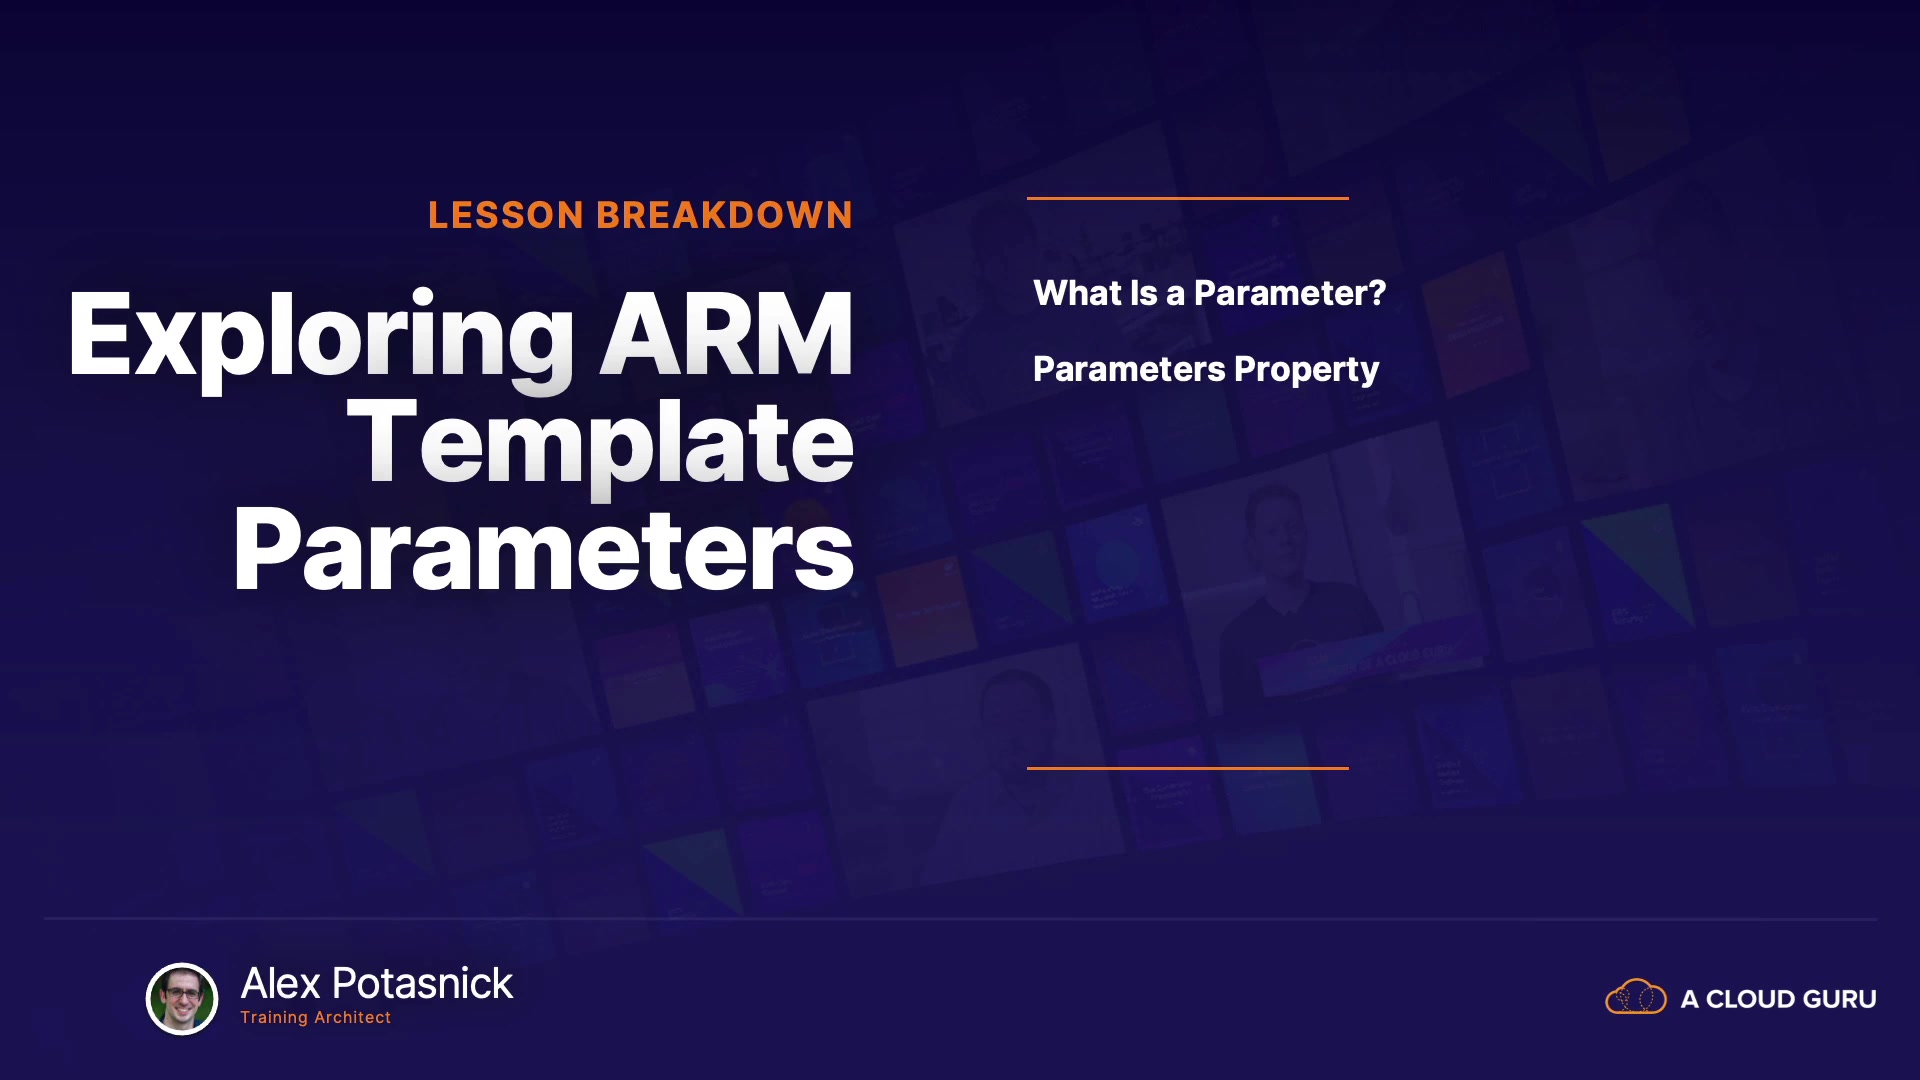 LESSON BREAKDOWN
Exploring ARM
Template
Parameters
What Is a Parameter?
Parameters Property
Alex Potasnick
Training Architect
A CLOUD GURU